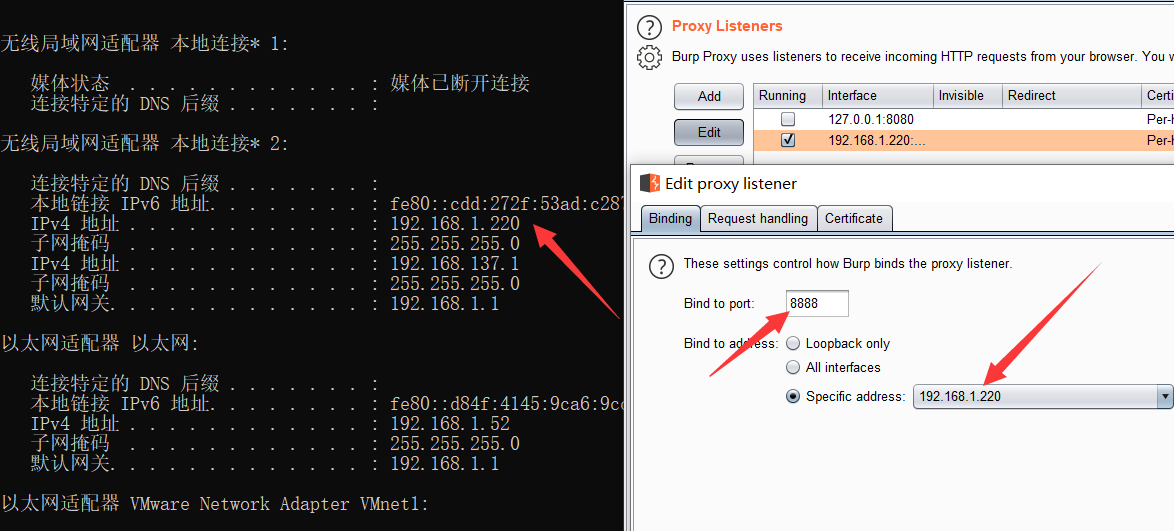 无线局域网适配器 本地连接* 1:
媒体状态 . . . . . . . . . . . . : 媒体已断开连接
连接特定的 DNS 后缀 . . . . . . . :
无线局域网适配器 本地连接* 2:
连接特定的 DNS 后缀 . . . . . . . :
本地链接 IPv6 地址. . . . . . . . : fe80::cdd:272f:53ad:c287
IPv4 地址 . . . . . . . . . . . . : 192.168.1.220
子网掩码 . . . . . . . . . . . . : 255.255.255.0
IPv4 地址 . . . . . . . . . . . . : 192.168.137.1
子网掩码 . . . . . . . . . . . . : 255.255.255.0
默认网关. . . . . . . . . . . . . : 192.168.1.1
以太网适配器 以太网:
连接特定的 DNS 后缀 . . . . . . . :
本地链接 IPv6 地址. . . . . . . . : fe80::d84f:4145:9ca6:9cc
IPv4 地址 . . . . . . . . . . . . : 192.168.1.52
子网掩码 . . . . . . . . . . . . : 255.255.255.0
默认网关. . . . . . . . . . . . . : 192.168.1.1
以太网适配器 VMware Network Adapter VMnet1:
Proxy Listeners
Burp Proxy uses listeners to receive incoming HTTP requests from your browser. You w
Add
Edit
Running Interface Invisible Redirect Certi
127.0.0.1:8080 Per-h
192.168.1.220:... Per-h
Edit proxy listener
Binding Request handling Certificate
These settings control how Burp binds the proxy listener.
Bind to port: 8888
Bind to address: Loopback only
All interfaces
Specific address: 192.168.1.220